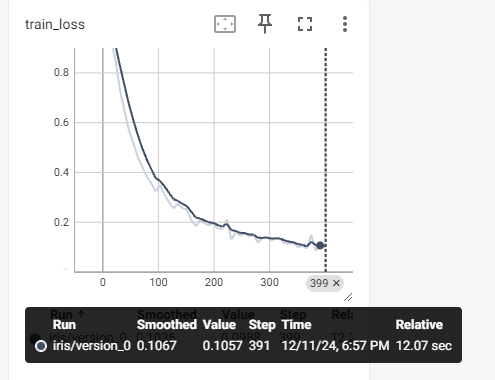 train_loss
0.8
0.6
0.4
0.2
0 100 200 300 399
Run ↑ Smoothed Value Step
Run Smoothed Value Step Time Relative
iris/version_0 0.1067 0.1057 391 12/11/24, 6:57 PM 12.07 sec